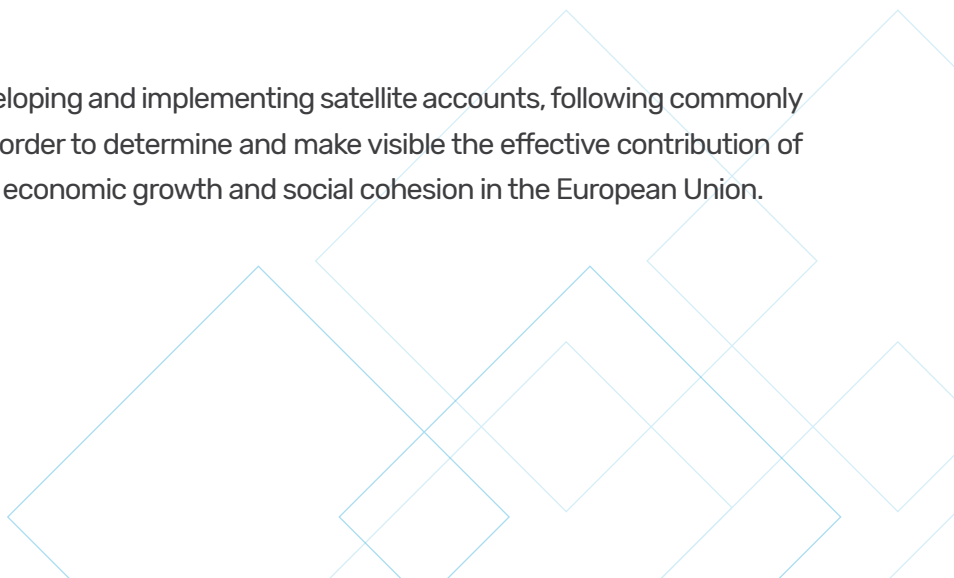 eloping and implementing satellite accounts, following commonly
order to determine and make visible the effective contribution of
economic growth and social cohesion in the European Union.